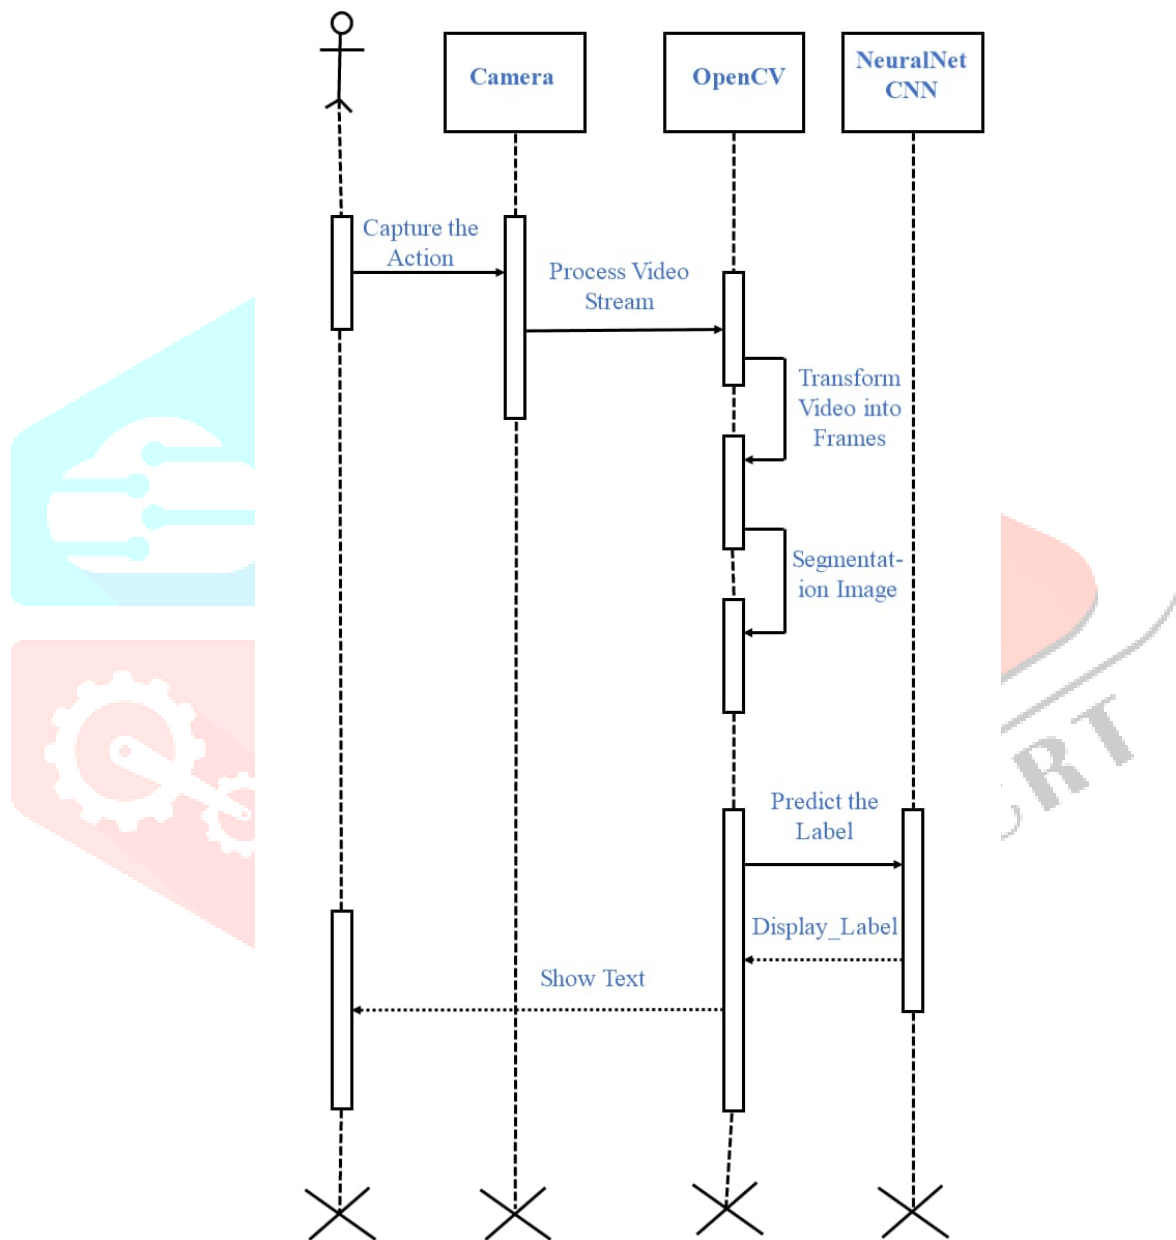 Camera
OpenCV
NeuralNet
CNN
Capture the
Action
Process Video
Stream
Transform
Video into
Frames
Segmentat-
ion Image
Predict the
Label
Display_Label
Show Text
CRT